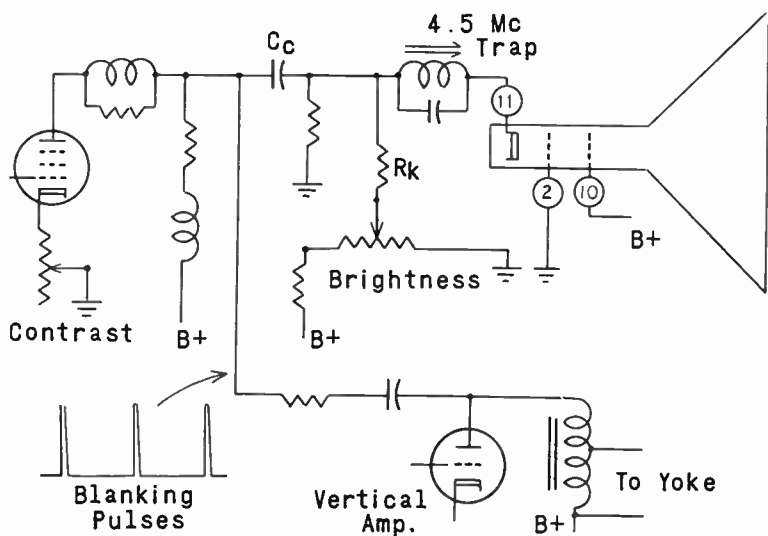 4.5 Mc
Trap
Cc
11
Rk
2
10
B+
Brightness
Contrast
B+
B+
Blanking
Pulses
Vertical
Amp.
To Yoke
B+